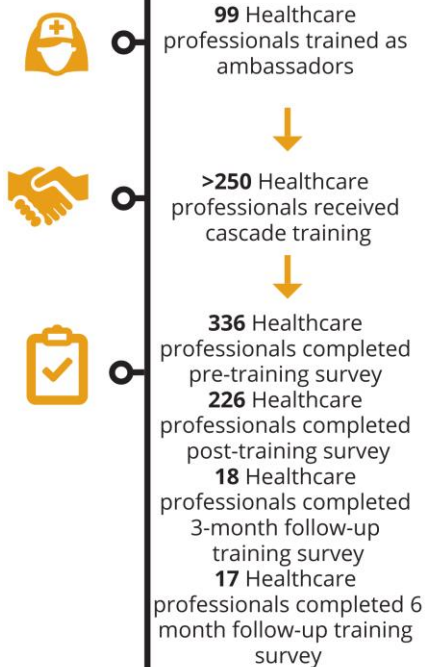 99 Healthcare
professionals trained as
ambassadors
>250 Healthcare
professionals received
cascade training
336 Healthcare
professionals completed
pre-training survey
226 Healthcare
professionals completed
post-training survey
18 Healthcare
professionals completed
3-month follow-up
training survey
17 Healthcare
professionals completed 6
month follow-up training
survey